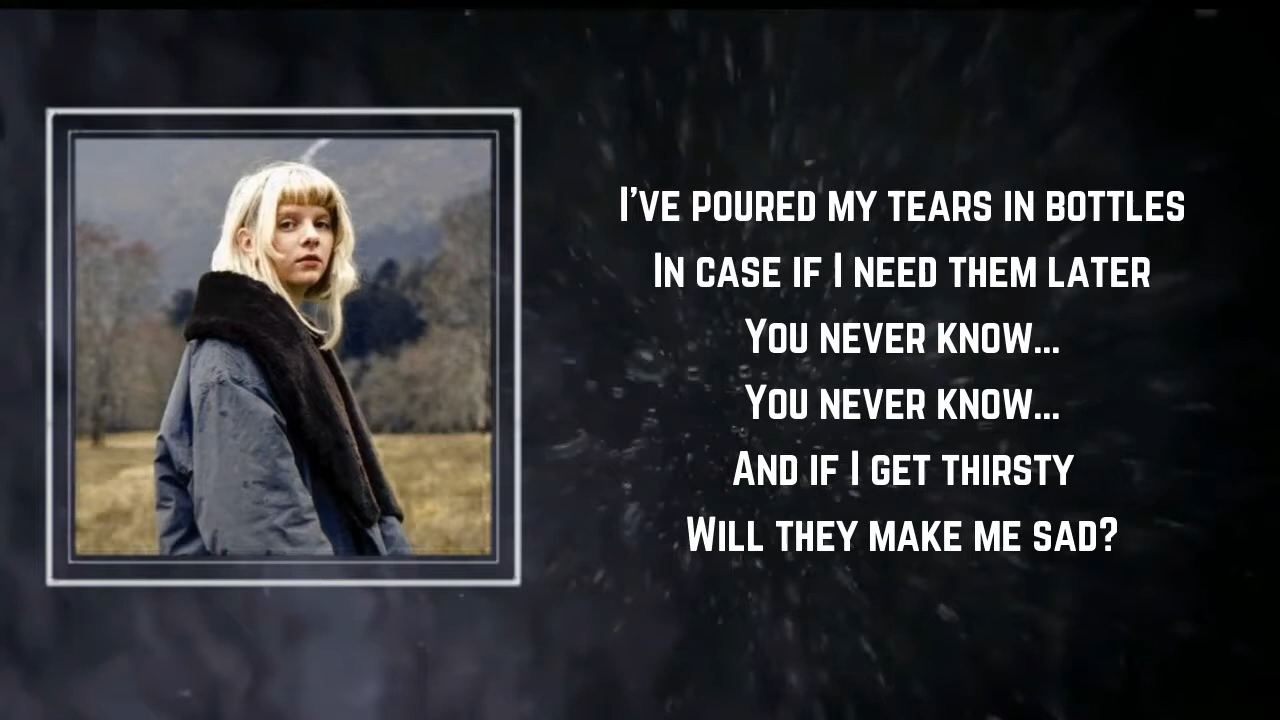 I've poured my tears in bottles
In case if I need them later
You never know...
You never know...
And if I get thirsty
Will they make me sad?